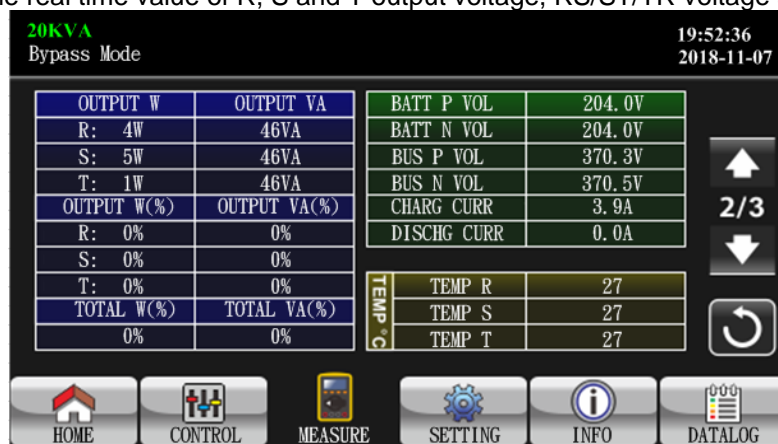 20KVA
19:52:36
Bypass Mode
2018-11-07
OUTPUT W OUTPUT VA
R: 4W 46VA
S: 5W 46VA
T: 1W 46VA
OUTPUT W(%) OUTPUT VA(%)
R: 0% 0%
S: 0% 0%
T: 0% 0%
TOTAL W(%) TOTAL VA(%)
0% 0%
BATT P VOL 204.0V
BATT N VOL 204.0V
BUS P VOL 370.3V
BUS N VOL 370.5V
CHARG CURR 3.9A
DISCHG CURR 0.0A
TEMP °C
TEMP R 27
TEMP S 27
TEMP T 27
2/3
HOME CONTROL MEASURE SETTING INFO DATALOG